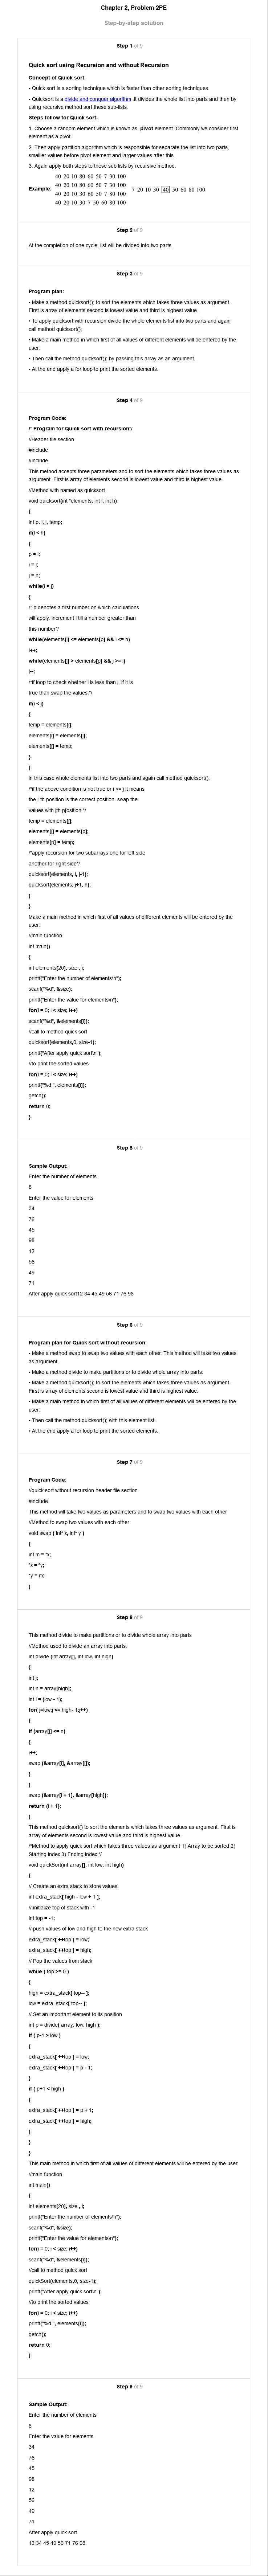 Chapter 2, Problem 2PE
Step-by-step solution
Step 1 of 9
Quick sort using Recursion and without Recursion
Concept of Quick sort:
• Quick sort is a sorting technique which is faster than other sorting techniques.
• Quicksort is a divide and conquer algorithm. It divides the whole list into parts and then by
using recursive method sort these sub-lists.
Steps follow for Quick sort:
1. Choose a random element which is known as pivot element. Commonly we consider first
element as a pivot.
2. Then apply partition algorithm which is responsible for separate the list into two parts,
smaller values before pivot element and larger values after this.
3. Again apply both steps to these sub lists by recursive method.
40 20 10 80 60 50 7 30 100
40 20 10 80 60 50 7 30 100
Example: 7 20 10 30 [40] 50 60 80 100
40 20 10 30 60 50 7 80 100
40 20 10 30 7 50 60 80 100
Step 2 of 9
At the completion of one cycle, list will be divided into two parts.
Step 3 of 9
Program plan:
• Make a method quicksort(); to sort the elements which takes three values as argument.
First is array of elements second is lowest value and third is highest value.
• To apply quicksort with recursion divide the whole elements list into two parts and again
call method quicksort();
• Make a main method in which first of all values of different elements will be entered by the
user.
• Then call the method quicksort(); by passing this array as an argument.
• At the end apply a for loop to print the sorted elements.
Step 4 of 9
Program Code:
/* Program for Quick sort with recursion*/
//Header file section
#include
#include
This method accepts three parameters and to sort the elements which takes three values as
argument. First is array of elements second is lowest value and third is highest value.
//Method with named as quicksort
void quicksort(int *elements, int l, int h)
{
int p, i, j, temp;
if(l < h)
{
p = l;
i = l;
j = h;
while(i < j)
{
/* p denotes a first number on which calculations
will apply. increment i till a number greater than
this number*/
while(elements[i] <= elements[p] && i <= h)
i++;
while(elements[j] > elements[p] && j >= l)
j--;
/*if loop to check whether i is less than j. if it is
true than swap the values.*/
if(i < j)
{
temp = elements[i];
elements[i] = elements[j];
elements[j] = temp;
}
}
In this case whole elements list into two parts and again call method quicksort();
/*if the above condition is not true or i >= j it means
the j-th position is the correct position. swap the
values with jth p[osition.*/
temp = elements[j];
elements[j] = elements[p];
elements[p] = temp;
/*apply recursion for two subarrays one for left side
another for right side*/
quicksort(elements, l, j-1);
quicksort(elements, j+1, h);
}
}
Make a main method in which first of all values of different elements will be entered by the
user.
//main function
int main()
{
int elements[20], size , i;
printf("Enter the number of elements\n");
scanf("%d", &size);
printf("Enter the value for elements\n");
for(i = 0; i < size; i++)
scanf("%d", &elements[i]);
//call to method quick sort
quicksort(elements,0, size-1);
printf("After apply quick sort\n");
//to print the sorted values
for(i = 0; i < size; i++)
printf("%d ", elements[i]);
getch();
return 0;
}
Step 5 of 9
Sample Output:
Enter the number of elements
8
Enter the value for elements
34
76
45
98
12
56
49
71
After apply quick sort12 34 45 49 56 71 76 98
Step 6 of 9
Program plan for Quick sort without recursion:
• Make a method swap to swap two values with each other. This method will take two values
as argument.
• Make a method divide to make partitions or to divide whole array into parts.
• Make a method quicksort(); to sort the elements which takes three values as argument.
First is array of elements second is lowest value and third is highest value.
• Make a main method in which first of all values of different elements will be entered by the
user.
• Then call the method quicksort(); with this element list.
• At the end apply a for loop to print the sorted elements.
Step 7 of 9
Program Code:
//quick sort without recursion header file section
#include
This method will take two values as parameters and to swap two values with each other
//Method to swap two values with each other
void swap ( int* x, int* y )
{
int m = *x;
*x = *y;
*y = m;
}
Step 8 of 9
This method divide to make partitions or to divide whole array into parts
//Method used to divide an array into parts.
int divide (int array[], int low, int high)
{
int j;
int n = array[high];
int i = (low - 1);
for( j=low;j <= high- 1;j++)
{
if (array[j] <= n)
{
i++;
swap (&array[i], &array[j]);
}
}
swap (&array[i + 1], &array[high]);
return (i + 1);
}
This method quicksort() to sort the elements which takes three values as argument. First is
array of elements second is lowest value and third is highest value.
/*Method to apply quick sort which takes three values as argument 1) Array to be sorted 2)
Starting index 3) Ending index */
void quickSort(int array[], int low, int high)
{
// Create an extra stack to store values
int extra_stack[ high - low + 1 ];
// initialize top of stack with -1
int top = -1;
// push values of low and high to the new extra stack
extra_stack[ ++top ] = low;
extra_stack[ ++top ] = high;
// Pop the values from stack
while ( top >= 0 )
{
high = extra_stack[ top-- ];
low = extra_stack[ top-- ];
// Set an important element to its position
int p = divide( array, low, high );
if ( p-1 > low )
{
extra_stack[ ++top ] = low;
extra_stack[ ++top ] = p - 1;
}
if ( p+1 < high )
{
extra_stack[ ++top ] = p + 1;
extra_stack[ ++top ] = high;
}
}
}
This main method in which first of all values of different elements will be entered by the user.
//main function
int main()
{
int elements[20], size , i;
printf("Enter the number of elements\n");
scanf("%d", &size);
printf("Enter the value for elements\n");
for(i = 0; i < size; i++)
scanf("%d", &elements[i]);
//call to method quick sort
quickSort(elements,0, size-1);
printf("After apply quick sort\n");
//to print the sorted values
for(i = 0; i < size; i++)
printf("%d ", elements[i]);
getch();
return 0;
}
Step 9 of 9
Sample Output:
Enter the number of elements
8
Enter the value for elements
34
76
45
98
12
56
49
71
After apply quick sort
12 34 45 49 56 71 76 98